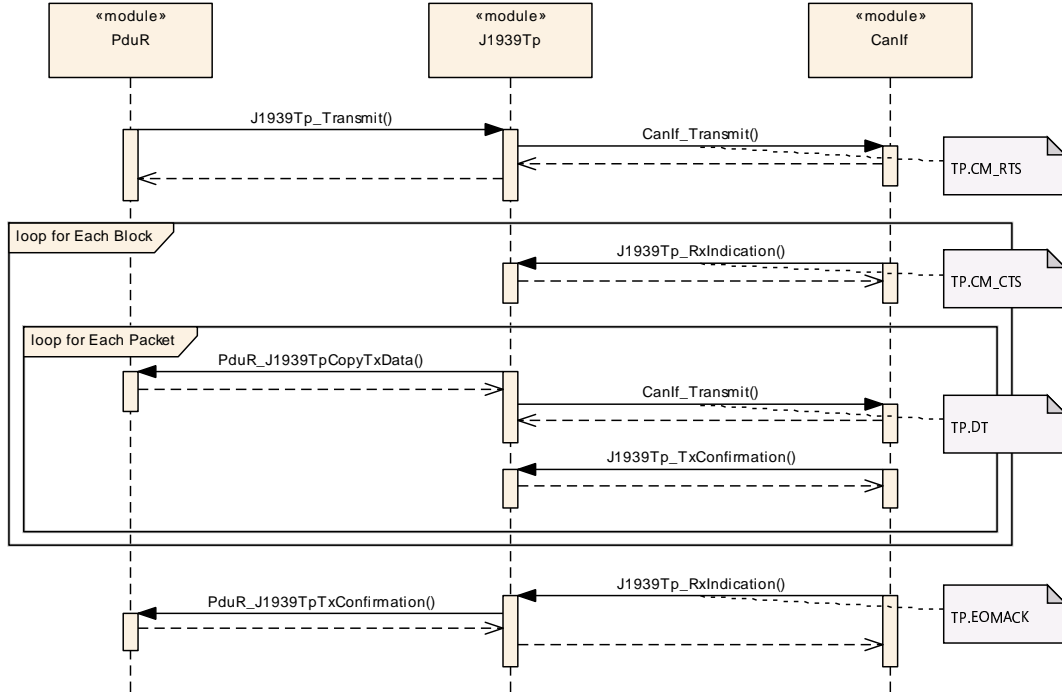 «module»
PduR
«module»
J1939Tp
«module»
CanIf
J1939Tp_Transmit()
CanIf_Transmit()
TP.CM_RTS
loop for Each Block
J1939Tp_RxIndication()
TP.CM_CTS
loop for Each Packet
PduR_J1939TpCopyTxData()
CanIf_Transmit()
TP.DT
J1939Tp_TxConfirmation()
J1939Tp_RxIndication()
PduR_J1939TpTxConfirmation()
TP.EOMACK